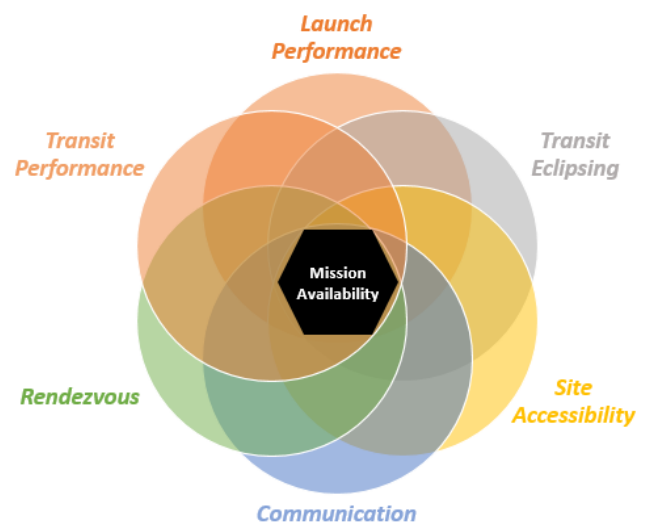 Launch
Performance
Transit
Performance
Transit
Eclipsing
Mission
Availability
Rendezvous
Site
Accessibility
Communication